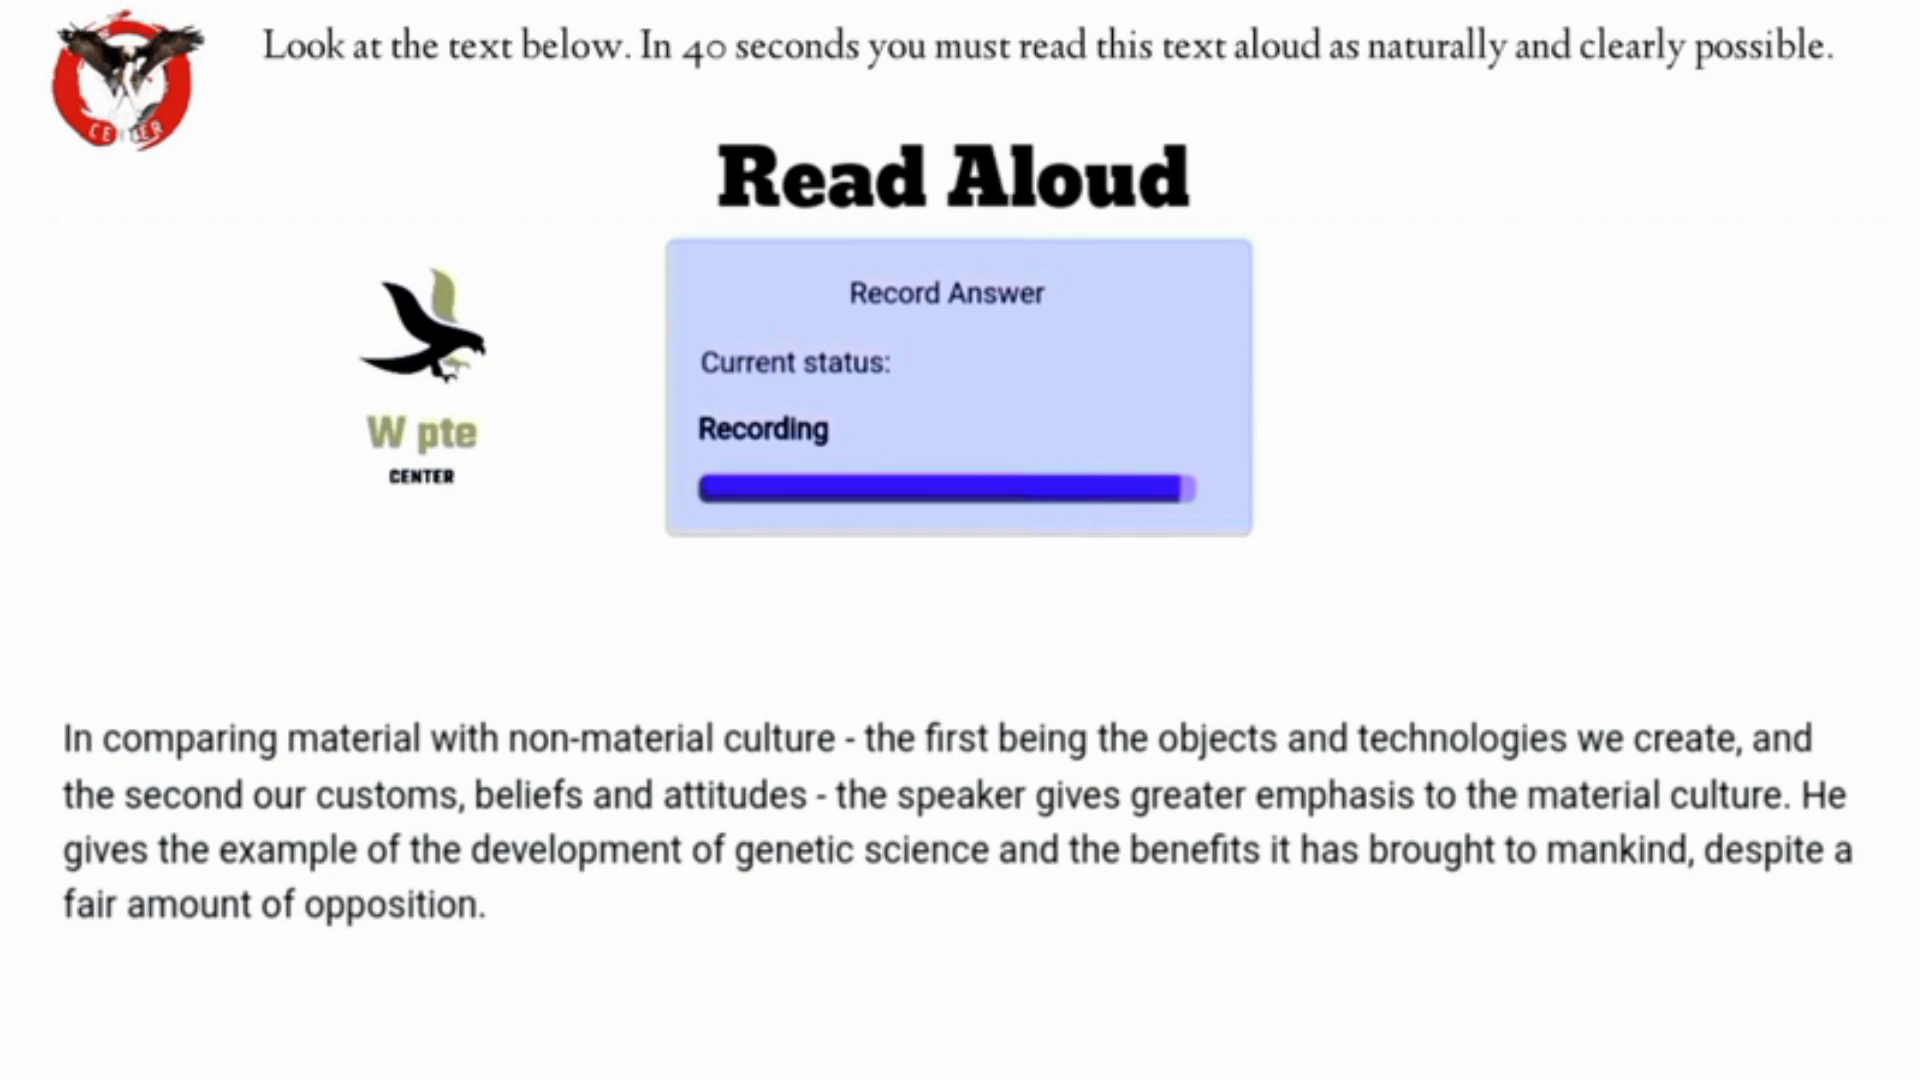 Look at the text below. In 40 seconds you must read this text aloud as naturally and clearly possible.
CENTER
Read Aloud
Record Answer
Current status:
Recording
W pte
CENTER
In comparing material with non-material culture - the first being the objects and technologies we create, and
the second our customs, beliefs and attitudes - the speaker gives greater emphasis to the material culture. He
gives the example of the development of genetic science and the benefits it has brought to mankind, despite a
fair amount of opposition.